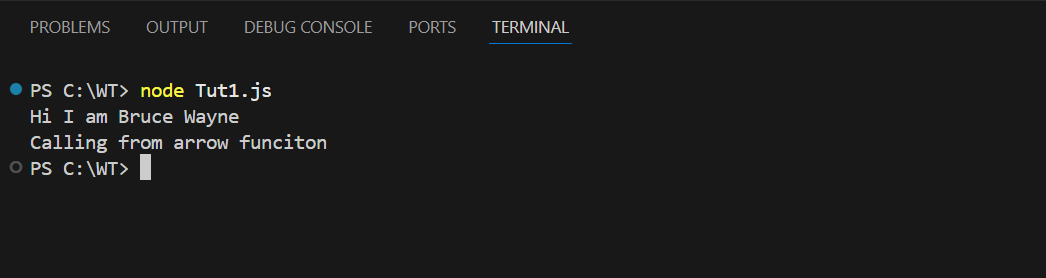 PROBLEMS OUTPUT DEBUG CONSOLE PORTS TERMINAL
PS C:\WT> node Tut1.js
Hi I am Bruce Wayne
Calling from arrow funciton
PS C:\WT>